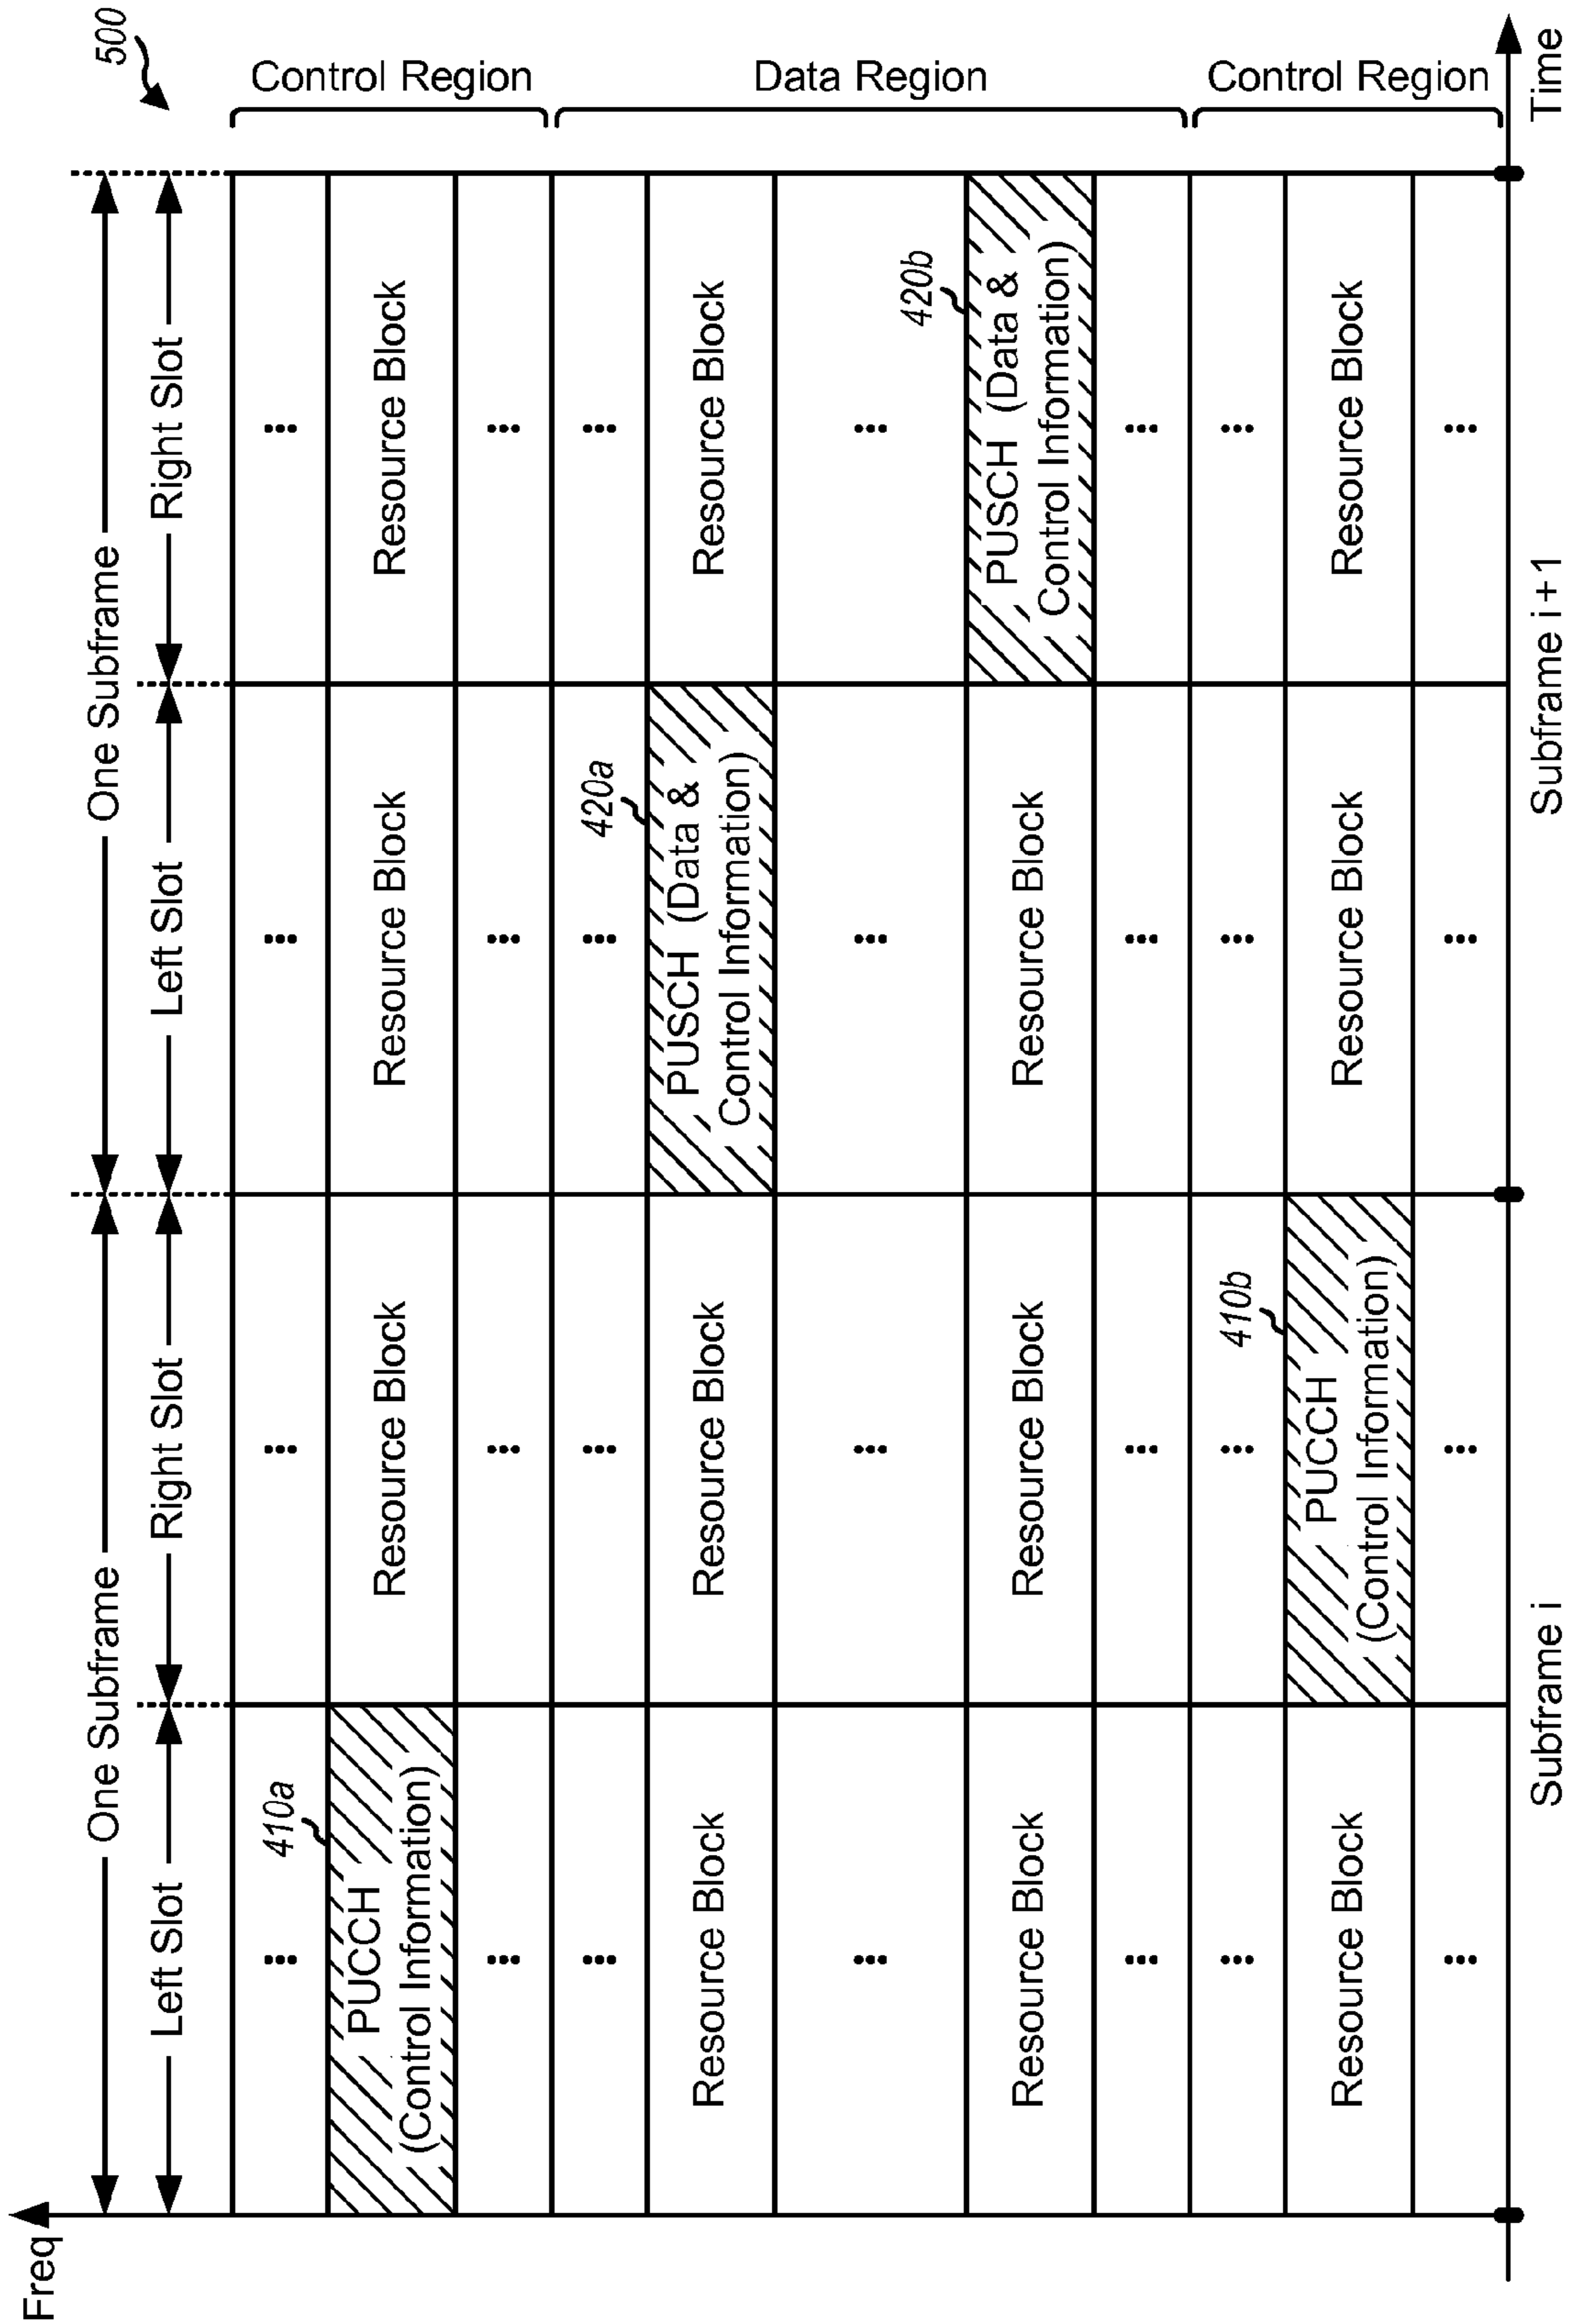 Freq
One Subframe
One Subframe
500
Left Slot
Right Slot
Left Slot
Right Slot
...
410a
...
...
...
PUCCH
(Control Information)
Resource Block
Resource Block
Resource Block
Control Region
...
...
...
...
...
...
...
420a
...
Resource Block
Resource Block
PUSCH (Data &
Control Information)
Resource Block
Data Region
...
...
...
...
420b
Resource Block
Resource Block
Resource Block
PUSCH (Data &
Control Information)
...
...
...
...
...
...
410b
...
...
Resource Block
PUCCH
(Control Information)
Resource Block
Resource Block
Control Region
...
...
...
...
Subframe i
Subframe i + 1
Time